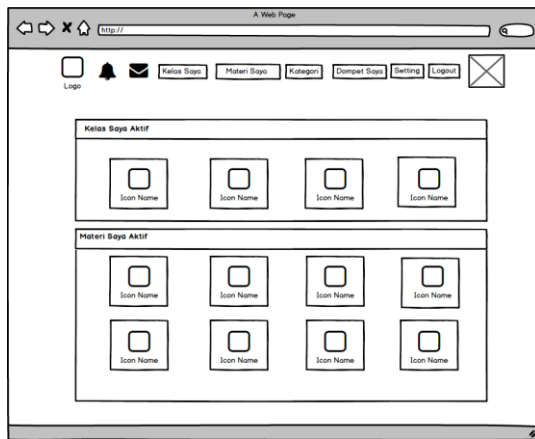 A Web Page
http://
Logo
Kelas Saya
Materi Saya
Kategori
Dompet Saya
Setting
Logout
Kelas Saya Aktif
Icon Name
Icon Name
Icon Name
Icon Name
Materi Saya Aktif
Icon Name
Icon Name
Icon Name
Icon Name
Icon Name
Icon Name
Icon Name
Icon Name